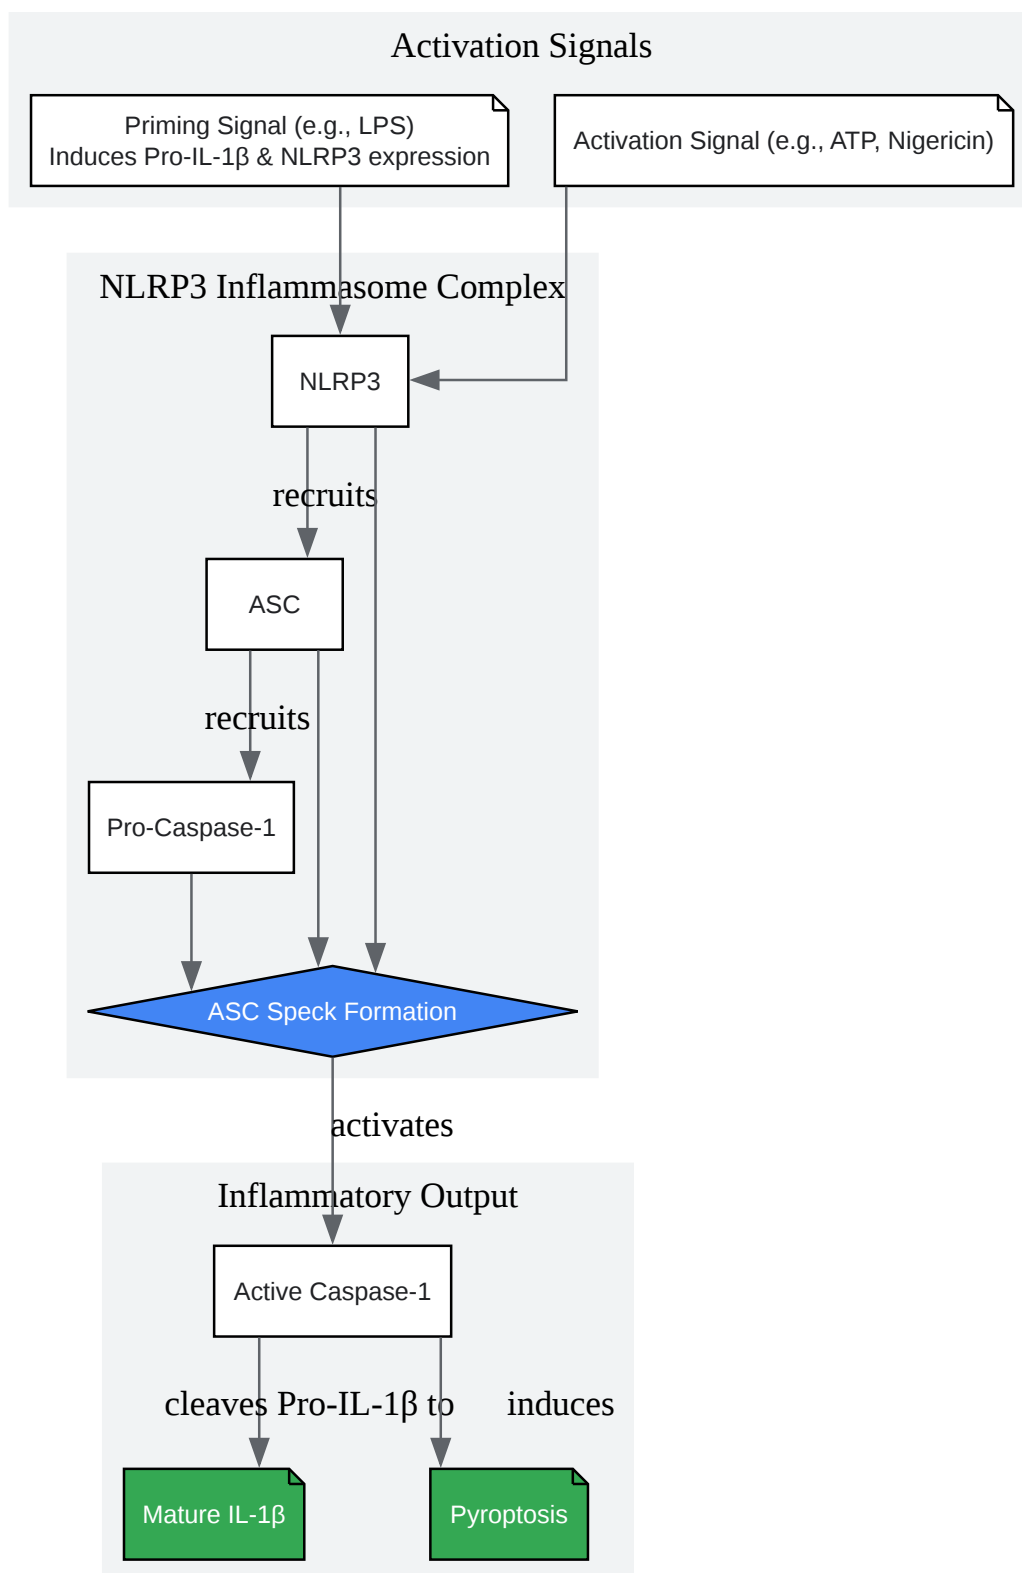 Activation Signals
Priming Signal (e.g., LPS)
Induces Pro-IL-1β & NLRP3 expression
Activation Signal (e.g., ATP, Nigericin)
NLRP3 Inflammasome Complex
NLRP3
recruits
ASC
recruits
Pro-Caspase-1
ASC Speck Formation
activates
Inflammatory Output
Active Caspase-1
cleaves Pro-IL-1β to
induces
Mature IL-1β
Pyroptosis